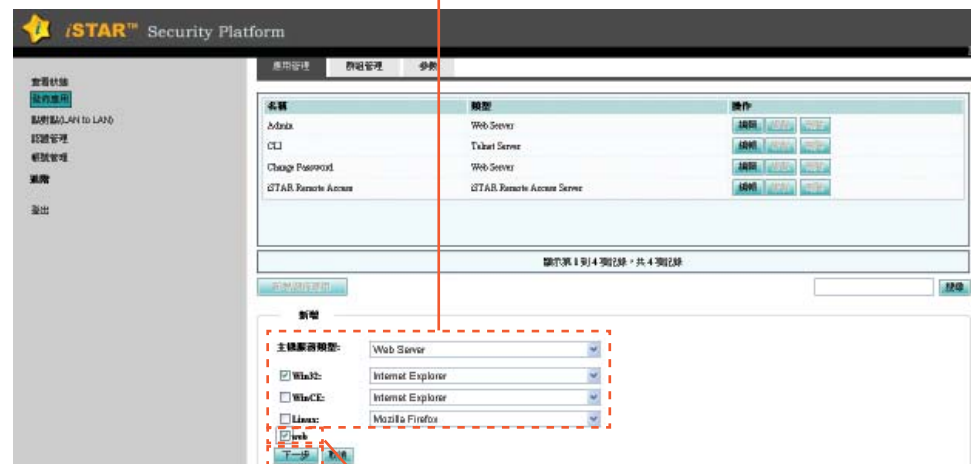 iSTAR™ Security Platform
應用管理 群組管理 參數
查看狀態
發佈應用
點對點(LAN to LAN)
認證管理
帳號管理
進階
登出
名稱 類型 操作
Admin Web Server 編輯
CLI Telnet Server 編輯
Change Password Web Server 編輯
iSTAR Remote Access iSTAR Remote Access Server 編輯
顯示第 1 到 4 項記錄，共 4 項記錄
搜尋
新增
主機服務類型: Web Server
Win32: Internet Explorer
WinCE: Internet Explorer
Linux: Mozilla Firefox
iweb
下一步 取消